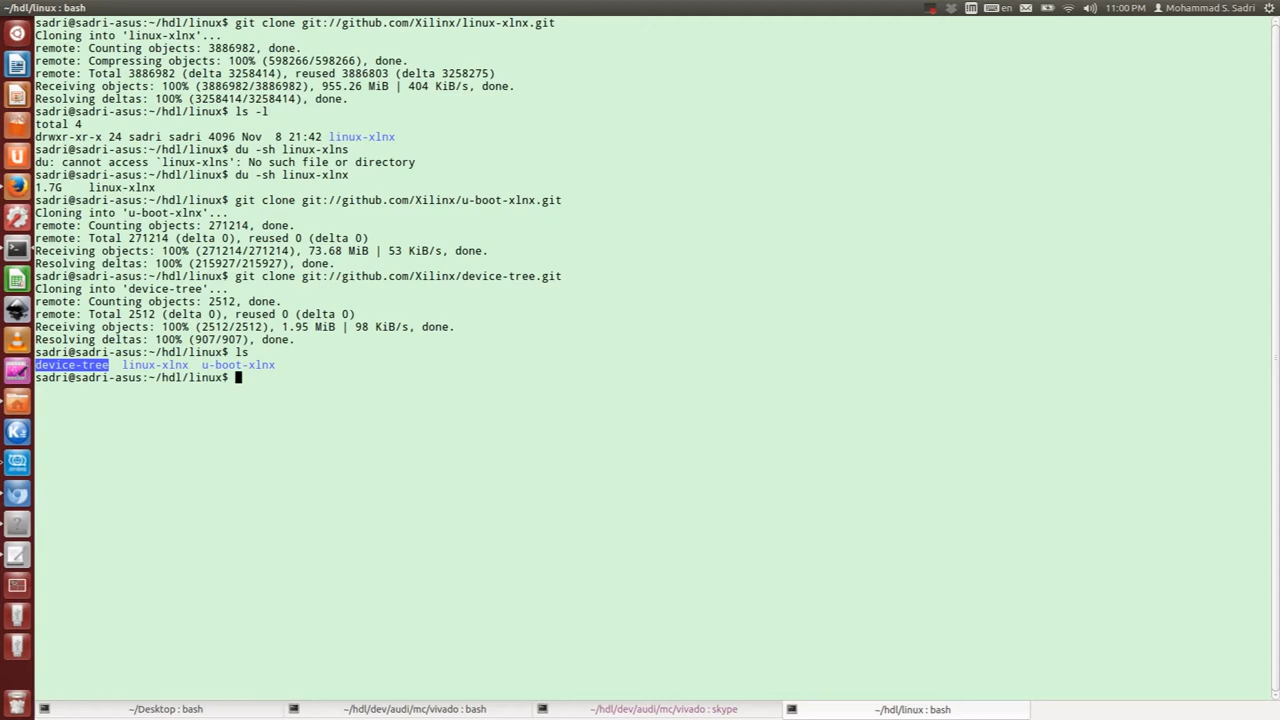 ~/hdl/linux : bash
en
11:00 PM
Mohammad S. Sadri
sadri@sadri-asus:~/hdl/linux$ git clone git://github.com/Xilinx/linux-xlnx.git
Cloning into 'linux-xlnx'...
remote: Counting objects: 3886982, done.
remote: Compressing objects: 100% (598266/598266), done.
remote: Total 3886982 (delta 3258414), reused 3886803 (delta 3258275)
Receiving objects: 100% (3886982/3886982), 955.26 MiB | 404 KiB/s, done.
Resolving deltas: 100% (3258414/3258414), done.
sadri@sadri-asus:~/hdl/linux$ ls -l
total 4
drwxr-xr-x 24 sadri sadri 4096 Nov  8 21:42 linux-xlnx
sadri@sadri-asus:~/hdl/linux$ du -sh linux-xlns
du: cannot access `linux-xlns': No such file or directory
sadri@sadri-asus:~/hdl/linux$ du -sh linux-xlnx
1.7G    linux-xlnx
sadri@sadri-asus:~/hdl/linux$ git clone git://github.com/Xilinx/u-boot-xlnx.git
Cloning into 'u-boot-xlnx'...
remote: Counting objects: 271214, done.
remote: Total 271214 (delta 0), reused 0 (delta 0)
Receiving objects: 100% (271214/271214), 73.68 MiB | 53 KiB/s, done.
Resolving deltas: 100% (215927/215927), done.
sadri@sadri-asus:~/hdl/linux$ git clone git://github.com/Xilinx/device-tree.git
Cloning into 'device-tree'...
remote: Counting objects: 2512, done.
remote: Total 2512 (delta 0), reused 0 (delta 0)
Receiving objects: 100% (2512/2512), 1.95 MiB | 98 KiB/s, done.
Resolving deltas: 100% (907/907), done.
sadri@sadri-asus:~/hdl/linux$ ls
device-tree  linux-xlnx  u-boot-xlnx
sadri@sadri-asus:~/hdl/linux$
~/Desktop : bash
~/hdl/dev/audi/mc/vivado : bash
~/hdl/dev/audi/mc/vivado : skype
~/hdl/linux : bash